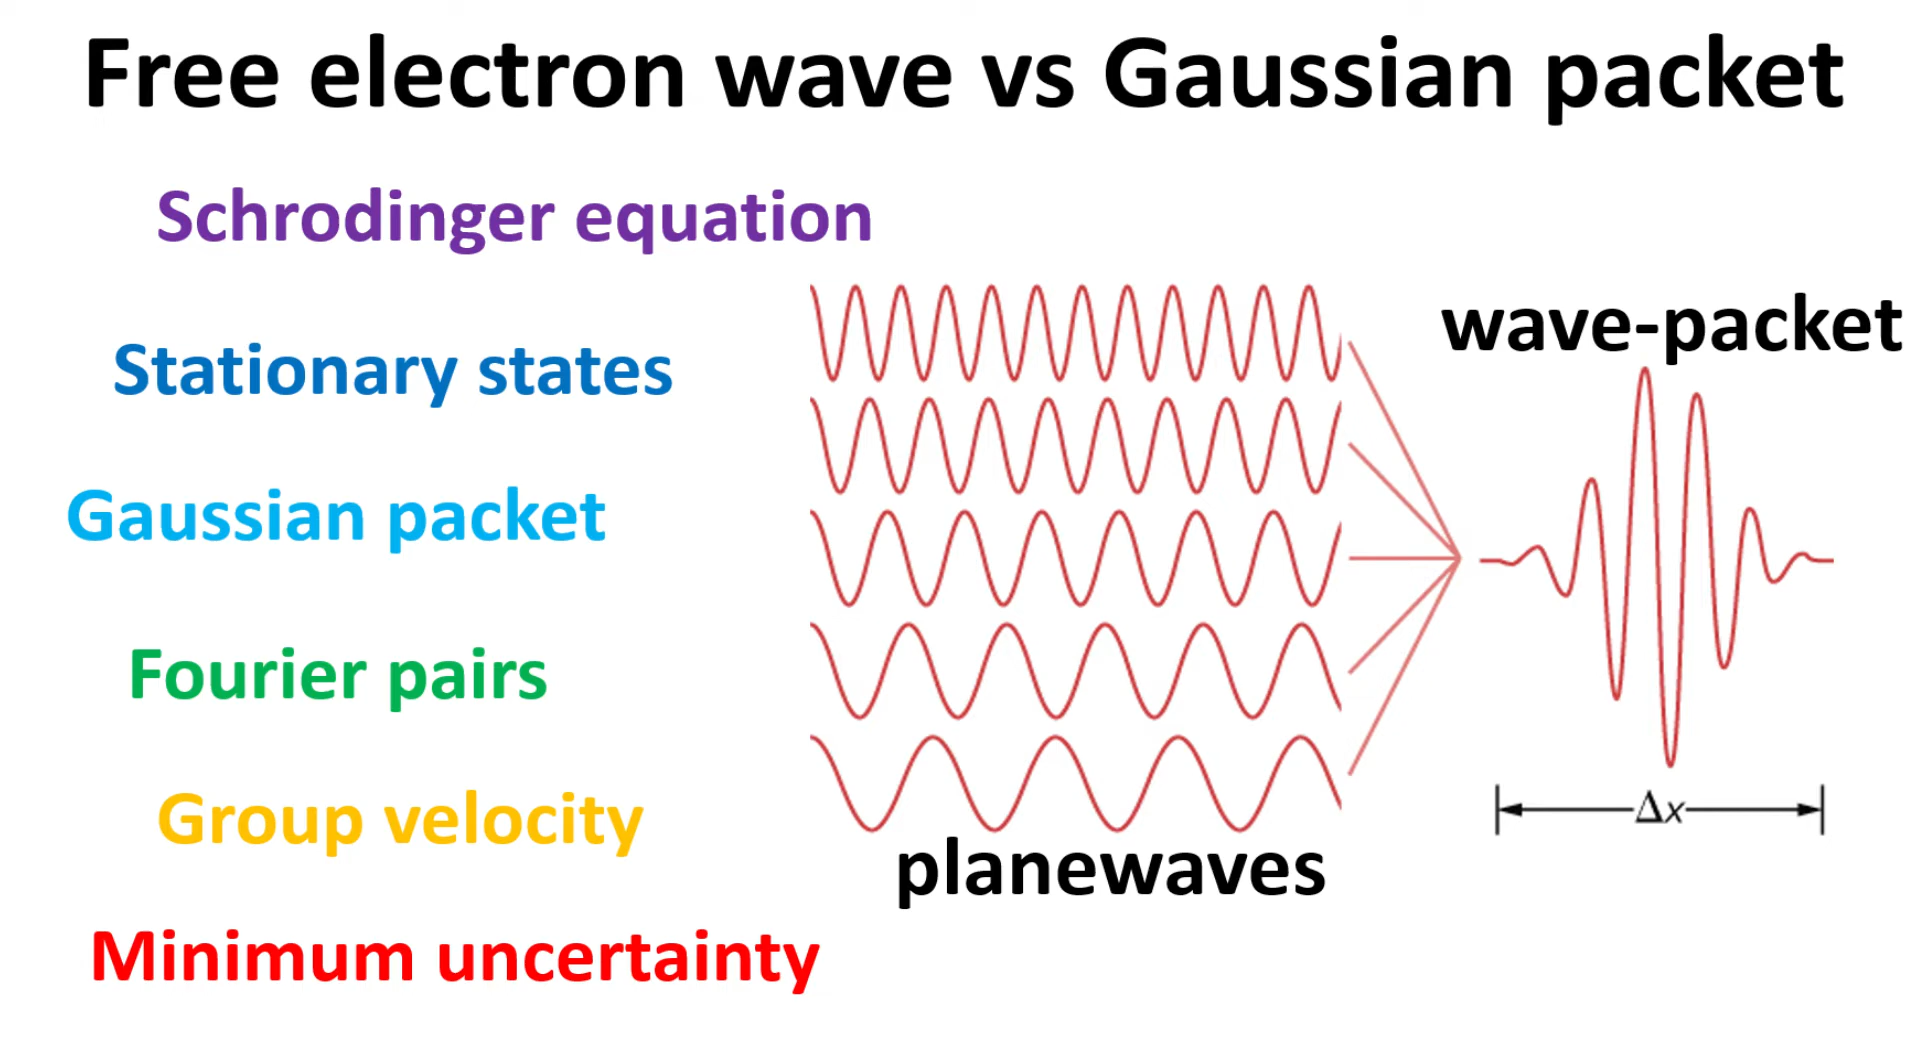 Free electron wave vs Gaussian packet
Schrodinger equation
Stationary states
Gaussian packet
Fourier pairs
Group velocity
Minimum uncertainty
wave-packet
Δx
planewaves